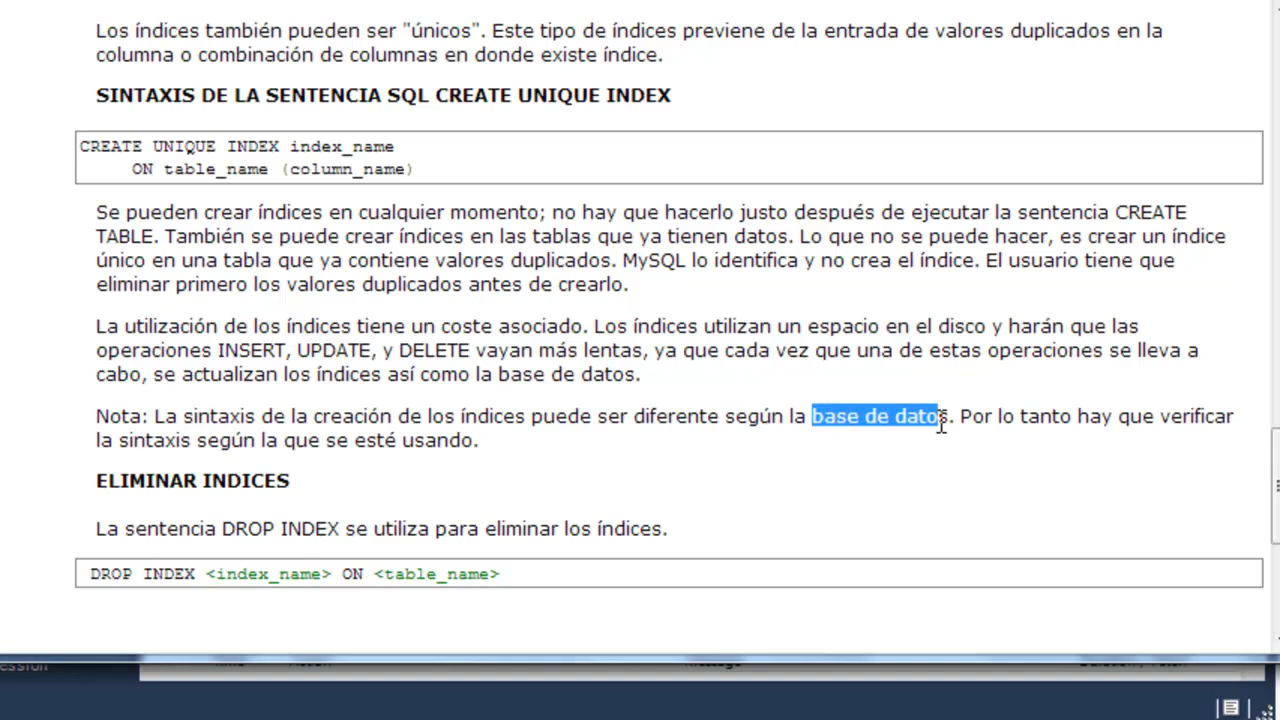 Los índices también pueden ser "únicos". Este tipo de índices previene de la entrada de valores duplicados en la
columna o combinación de columnas en donde existe índice.
SINTAXIS DE LA SENTENCIA SQL CREATE UNIQUE INDEX
CREATE UNIQUE INDEX index_name
ON table_name (column_name)
Se pueden crear índices en cualquier momento; no hay que hacerlo justo después de ejecutar la sentencia CREATE
TABLE. También se puede crear índices en las tablas que ya tienen datos. Lo que no se puede hacer, es crear un índice
único en una tabla que ya contiene valores duplicados. MySQL lo identifica y no crea el índice. El usuario tiene que
eliminar primero los valores duplicados antes de crearlo.
La utilización de los índices tiene un coste asociado. Los índices utilizan un espacio en el disco y harán que las
operaciones INSERT, UPDATE, y DELETE vayan más lentas, ya que cada vez que una de estas operaciones se lleva a
cabo, se actualizan los índices así como la base de datos.
Nota: La sintaxis de la creación de los índices puede ser diferente según la base de datos. Por lo tanto hay que verificar
la sintaxis según la que se esté usando.
ELIMINAR INDICES
La sentencia DROP INDEX se utiliza para eliminar los índices.
DROP INDEX <index_name> ON <table_name>